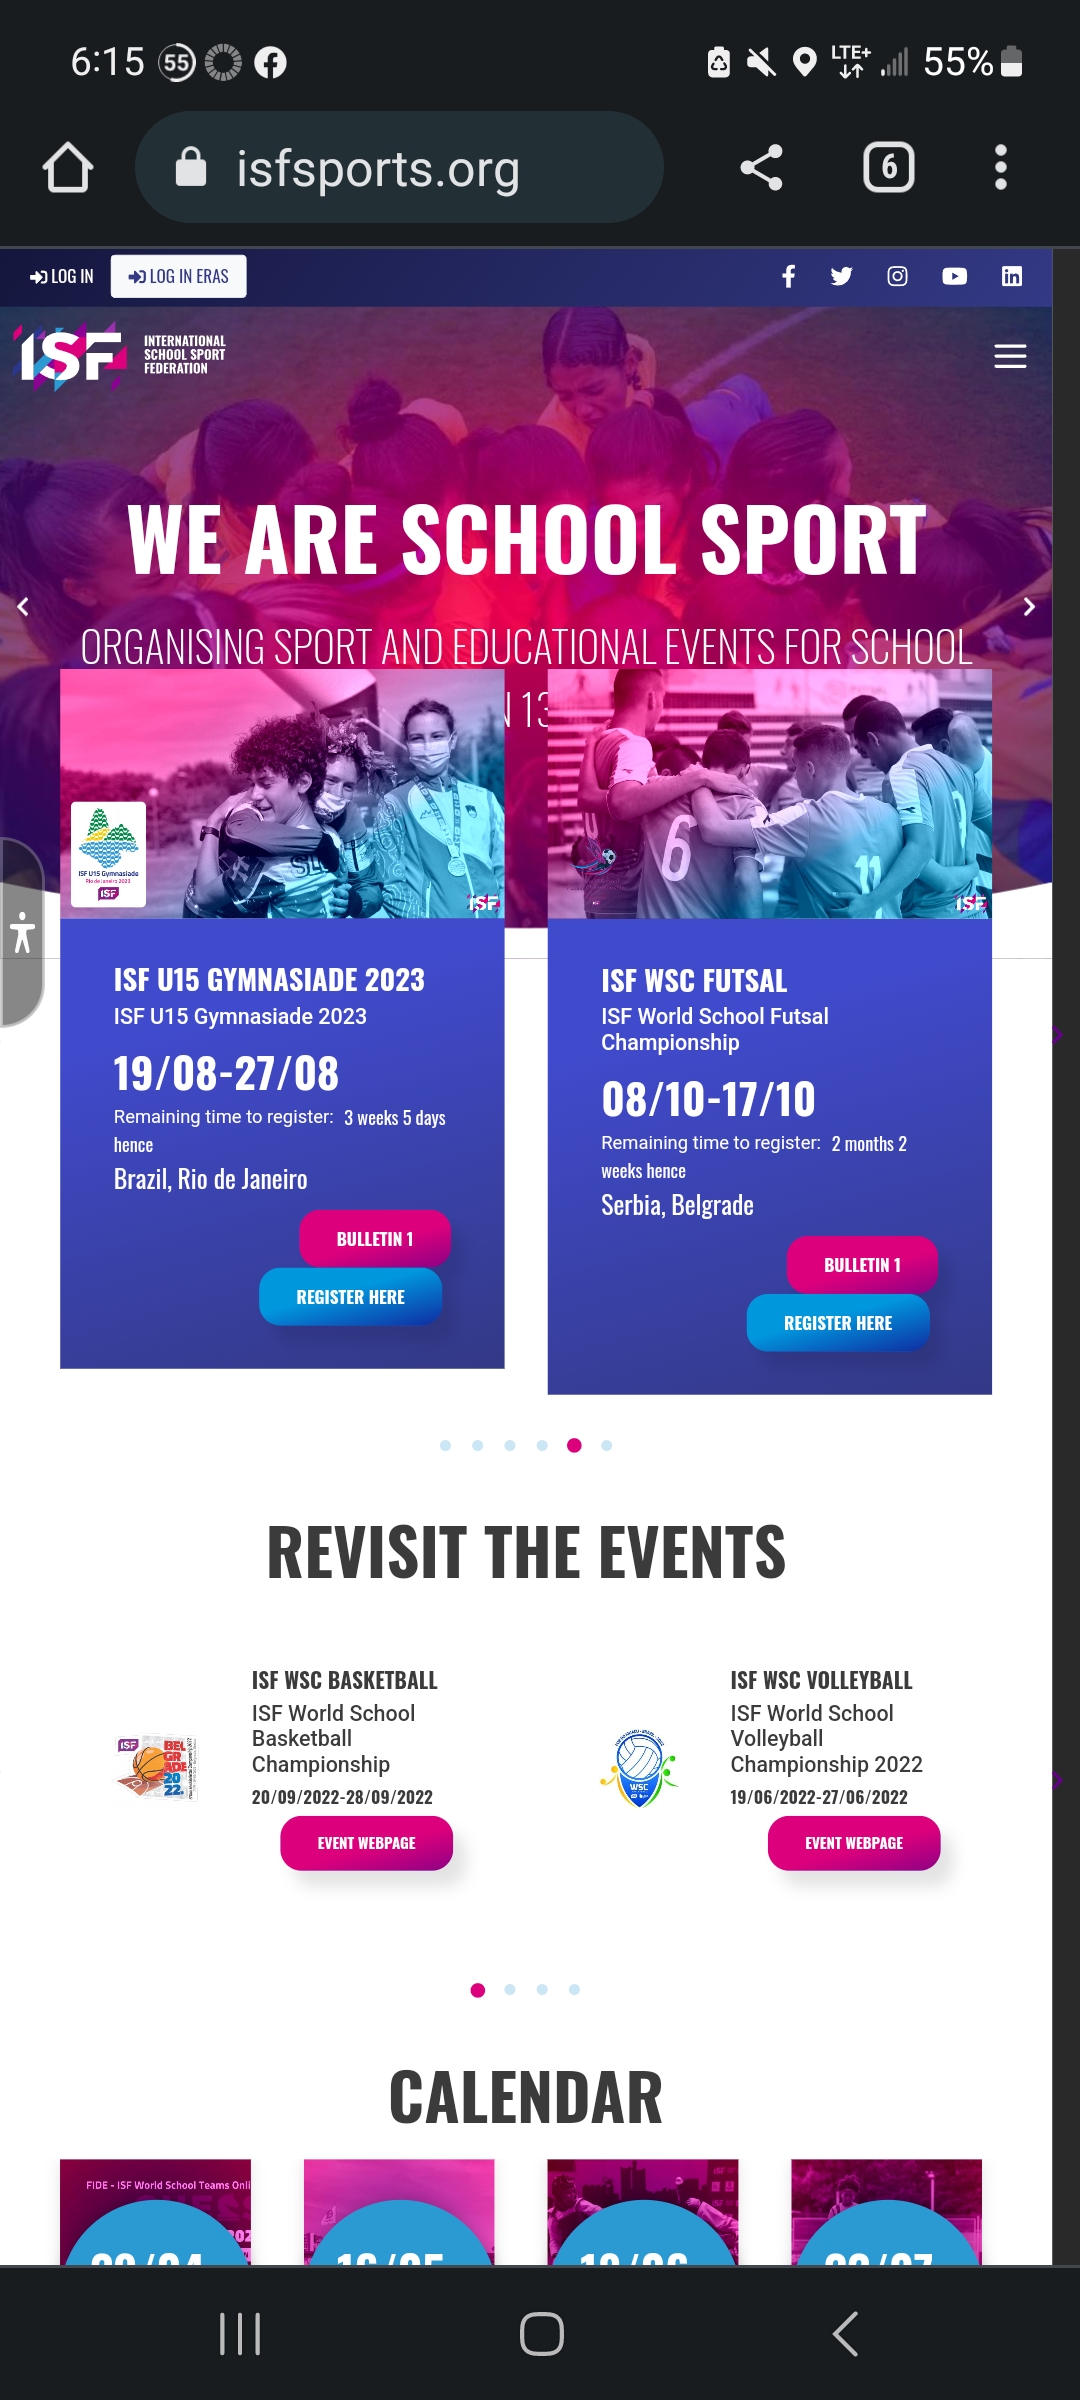 6:15 55 LTE+ 55%
isfsports.org 6
LOG IN LOG IN ERAS
ISF INTERNATIONAL
SCHOOL SPORT
FEDERATION
WE ARE SCHOOL SPORT
ORGANISING SPORT AND EDUCATIONAL EVENTS FOR SCHOOL
N 13
6
11
ISF U15 Gymnasiade
Rio de Janeiro 2023
ISF
ISF
ISF
ISF U15 GYMNASIADE 2023
ISF U15 Gymnasiade 2023
19/08-27/08
Remaining time to register: 3 weeks 5 days
hence
Brazil, Rio de Janeiro
BULLETIN 1
REGISTER HERE
ISF WSC FUTSAL
ISF World School Futsal
Championship
08/10-17/10
Remaining time to register: 2 months 2
weeks hence
Serbia, Belgrade
BULLETIN 1
REGISTER HERE
REVISIT THE EVENTS
ISF
BEL
GRA
DE
20
22
ISF WSC BASKETBALL
ISF World School
Basketball
Championship
20/09/2022-28/09/2022
EVENT WEBPAGE
WSC
ISF WSC VOLLEYBALL
ISF World School
Volleyball
Championship 2022
19/06/2022-27/06/2022
EVENT WEBPAGE
CALENDAR
FIDE - ISF World School Teams Onli